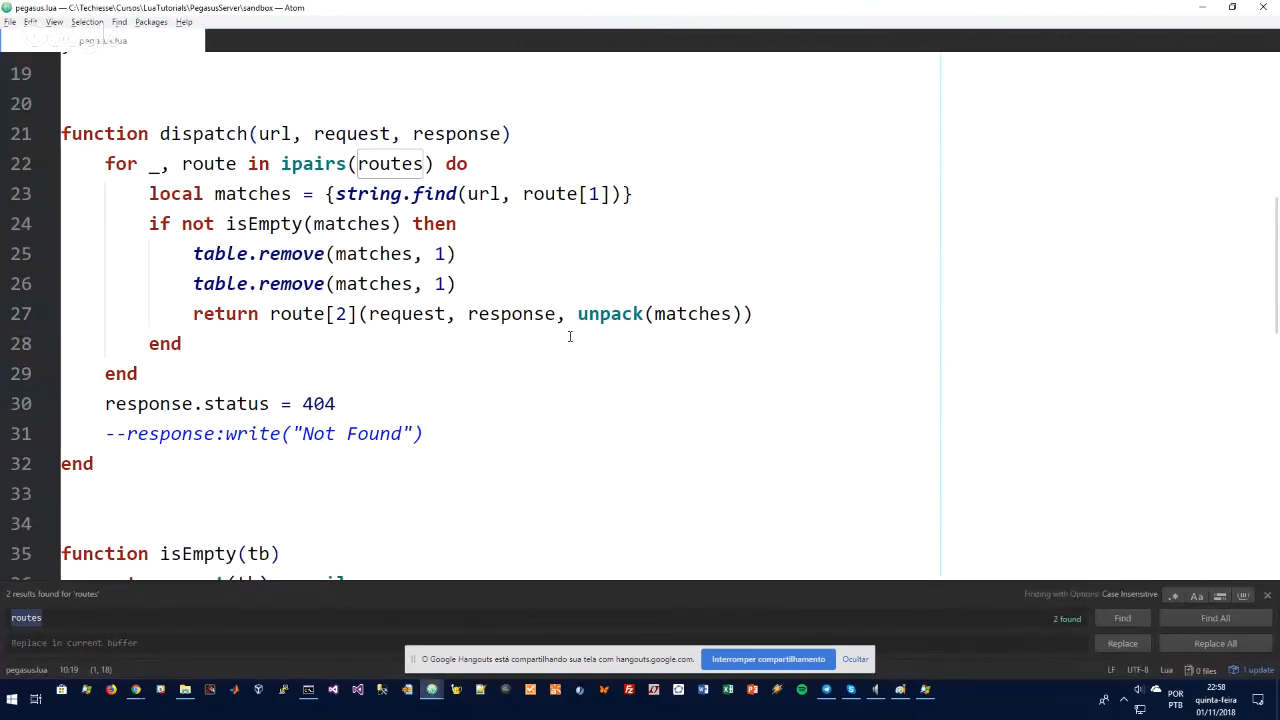 pegasus.lua — C:\Techiesse\Cursos\LuaTutorials\PegasusServer\sandbox — Atom
File Edit View Selection Find Packages Help
pegasus.lua
19
20
21 function dispatch(url, request, response)
22 for _, route in ipairs(routes) do
23 local matches = {string.find(url, route[1])}
24 if not isEmpty(matches) then
25 table.remove(matches, 1)
26 table.remove(matches, 1)
27 return route[2](request, response, unpack(matches))
28 end
29 end
30 response.status = 404
31 --response:write("Not Found")
32 end
33
34
35 function isEmpty(tb)
2 results found for 'routes' Finding with Options: Case Insensitive
routes 2 found Find Find All
Replace in current buffer Replace Replace All
O Google Hangouts está compartilhando sua tela com hangouts.google.com. Interromper compartilhamento Ocultar
pegasus.lua 10:19 (1, 18) LF UTF-8 Lua 0 files 1 update
POR
PTB
22:58
quinta-feira
01/11/2018